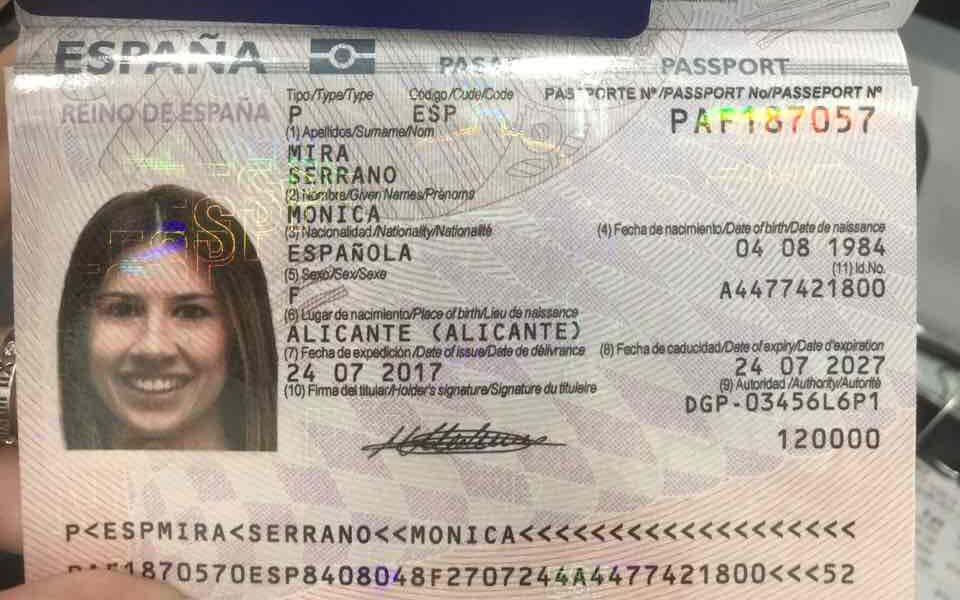 ESPAÑA PASA PASSPORT
REINO DE ESPAÑA
Tipo/Type/Type Código/Code/Code PASAPORTE Nº/PASSPORT No/PASSEPORT Nº
P ESP PAF187057
(1) Apellidos/Surname/Nom
MIRA
SERRANO
(2) Nombre/Given Names/Prénoms
MONICA
(3) Nacionalidad/Nationality/Nationalité (4) Fecha de nacimiento/Date of birth/Date de naissance
ESPAÑOLA 04 08 1984
(5) Sexo/Sex/Sexe (11) Id.No.
F A4477421800
(6) Lugar de nacimiento/Place of birth/Lieu de naissance
ALICANTE (ALICANTE)
(7) Fecha de expedición/Date of issue/Date de délivrance (8) Fecha de caducidad/Date of expiry/Date d'expiration
24 07 2017 24 07 2027
(10) Firma del titular/Holder's signature/Signature du titulaire (9) Autoridad/Authority/Autorité
DGP-03456L6P1
120000
P<ESPMIRA<SERRANO<<MONICA<<<<<<<<<<<<<<<<<<<
PAF1870570ESP8408048F2707244A4477421800<<<52